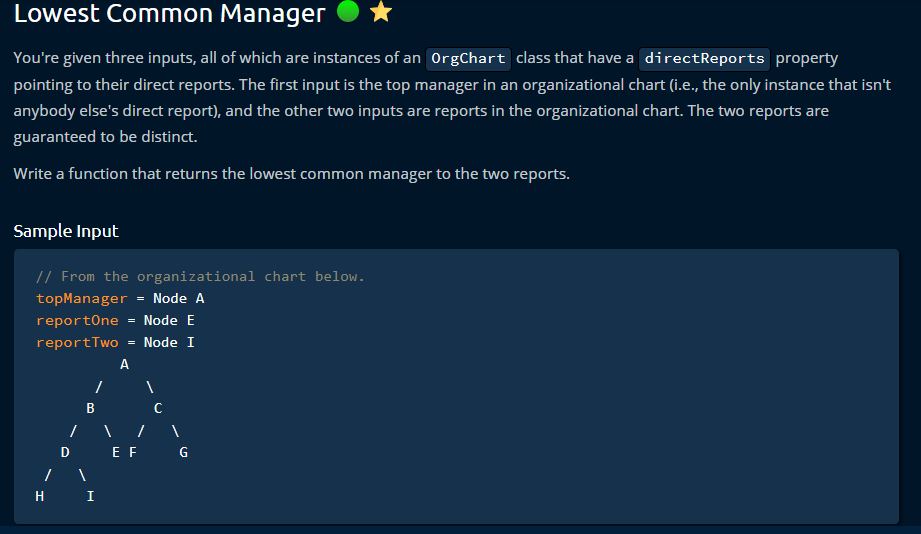 Lowest Common Manager
You're given three inputs, all of which are instances of an OrgChart class that have a directReports property
pointing to their direct reports. The first input is the top manager in an organizational chart (i.e., the only instance that isn't
anybody else's direct report), and the other two inputs are reports in the organizational chart. The two reports are
guaranteed to be distinct.
Write a function that returns the lowest common manager to the two reports.
Sample Input
// From the organizational chart below.
topManager = Node A
reportOne = Node E
reportTwo = Node I
A
/ \
B C
/ \ / \
D E F G
/ \
H I